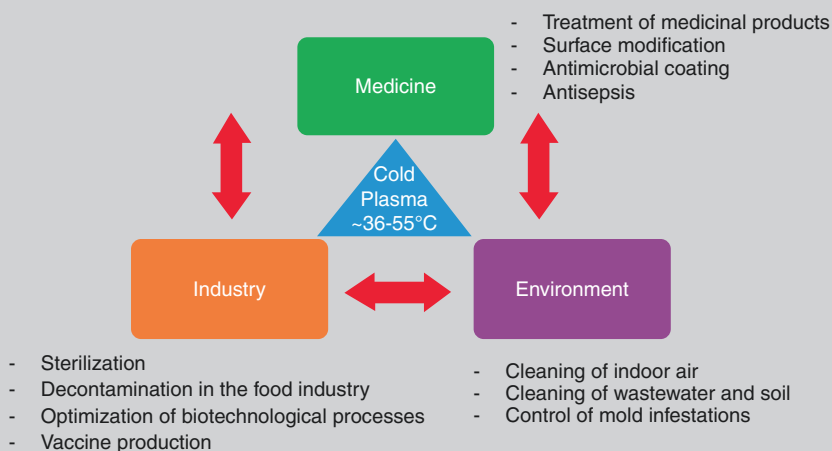 - Treatment of medicinal products
- Surface modification
- Antimicrobial coating
- Antisepsis
Medicine
Cold
Plasma
~36-55°C
Industry
Environment
- Sterilization
- Decontamination in the food industry
- Optimization of biotechnological processes
- Vaccine production
- Cleaning of indoor air
- Cleaning of wastewater and soil
- Control of mold infestations